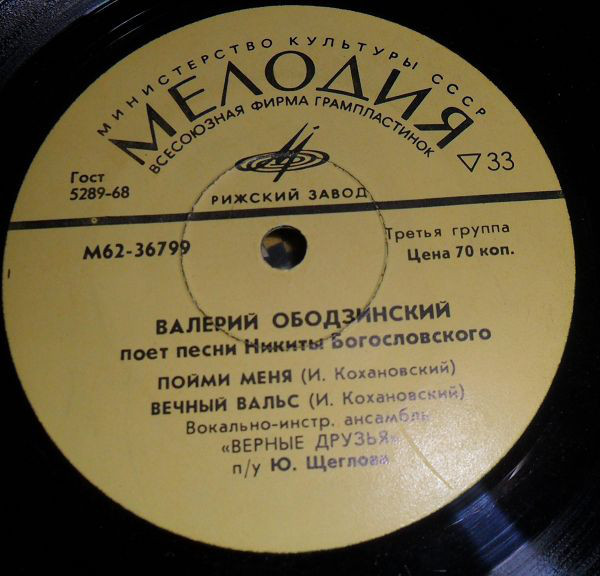 МИНИСТЕРСТВО КУЛЬТУРЫ СССР
МЕЛОДИЯ
ВСЕСОЮЗНАЯ ФИРМА ГРАМПЛАСТИНОК
Гост
5289-68
33
РИЖСКИЙ ЗАВОД
М62-36799
Третья группа
Цена 70 коп.
ВАЛЕРИЙ ОБОДЗИНСКИЙ
поет песни Никиты Богословского
ПОЙМИ МЕНЯ (И. Кохановский)
ВЕЧНЫЙ ВАЛЬС (И. Кохановский)
Вокально-инстр. ансамбль
«ВЕРНЫЕ ДРУЗЬЯ»
п/у Ю. Щеглова